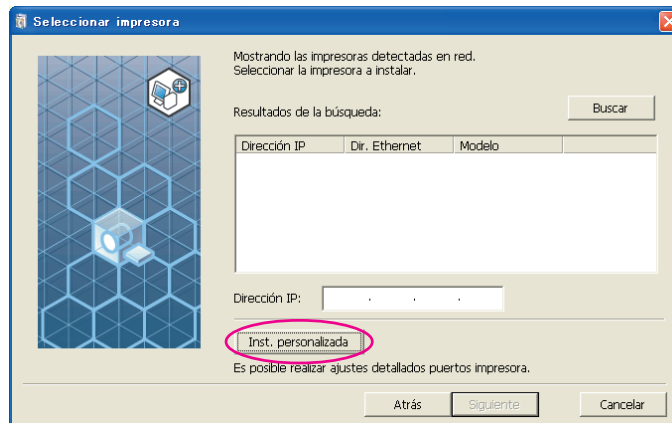 Seleccionar impresora
Mostrando las impresoras detectadas en red.
Seleccionar la impresora a instalar.
Resultados de la búsqueda:
Buscar
Dirección IP Dir. Ethernet Modelo
Dirección IP: . . .
Inst. personalizada
Es posible realizar ajustes detallados puertos impresora.
Atrás Siguiente Cancelar